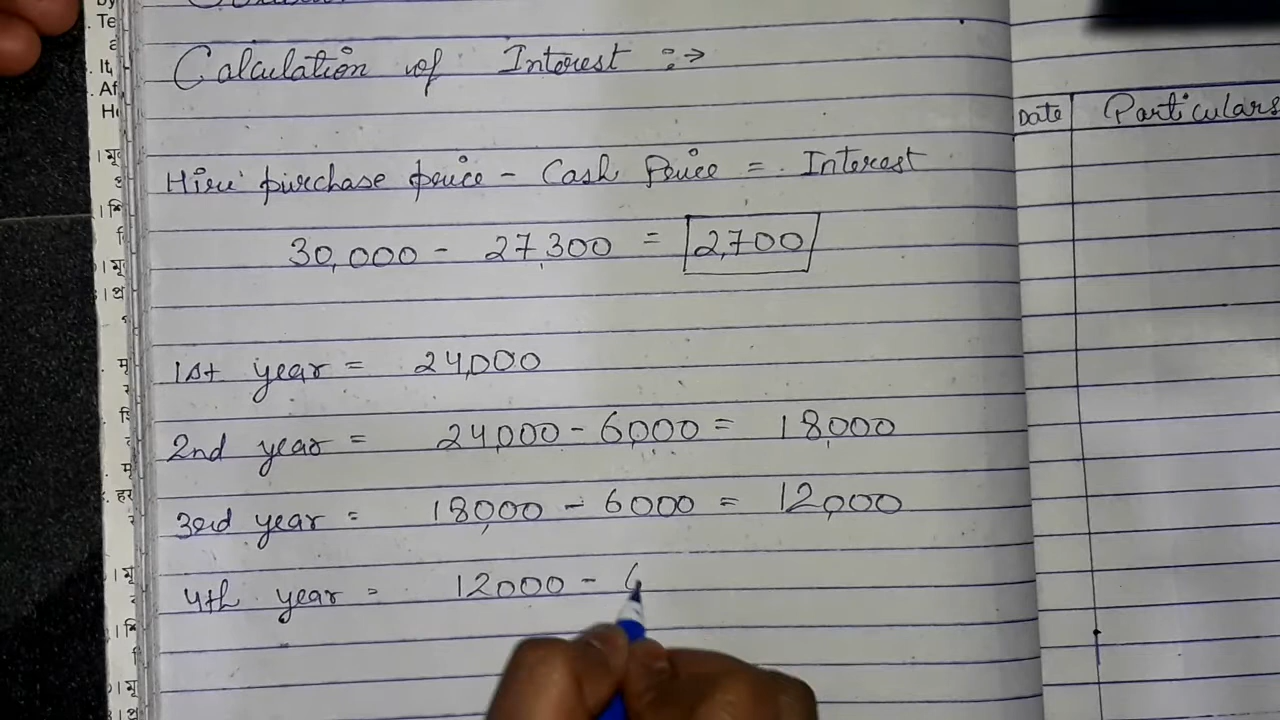 Calculation of Interest :→
Hire purchase price - Cash Price = Interest
30,000 - 27,300 = 2,700
1st year = 24,000
2nd year = 24,000 - 6,000 = 18,000
3rd year = 18,000 - 6000 = 12,000
4th year = 12000 -
Date Particulars